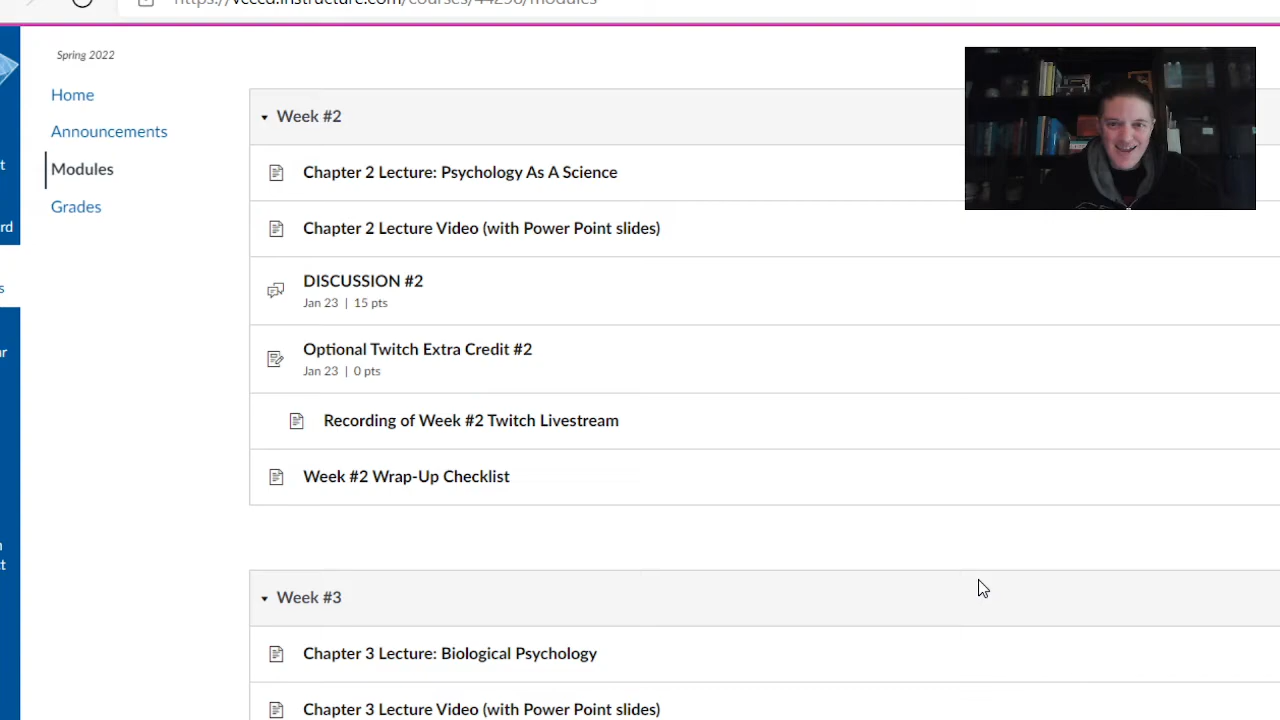 Spring 2022
Home
Announcements
Modules
Grades
Week #2
Chapter 2 Lecture: Psychology As A Science
Chapter 2 Lecture Video (with Power Point slides)
DISCUSSION #2
Jan 23 | 15 pts
Optional Twitch Extra Credit #2
Jan 23 | 0 pts
Recording of Week #2 Twitch Livestream
Week #2 Wrap-Up Checklist
Week #3
Chapter 3 Lecture: Biological Psychology
Chapter 3 Lecture Video (with Power Point slides)